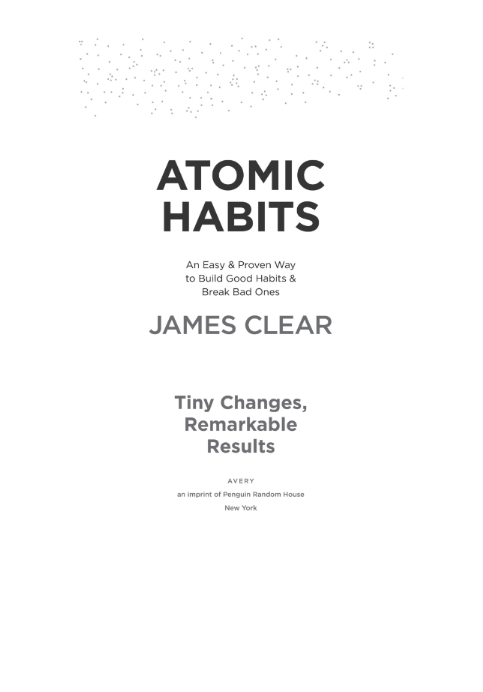 ATOMIC
HABITS
An Easy & Proven Way
to Build Good Habits &
Break Bad Ones
JAMES CLEAR
Tiny Changes,
Remarkable
Results
AVERY
an imprint of Penguin Random House
New York